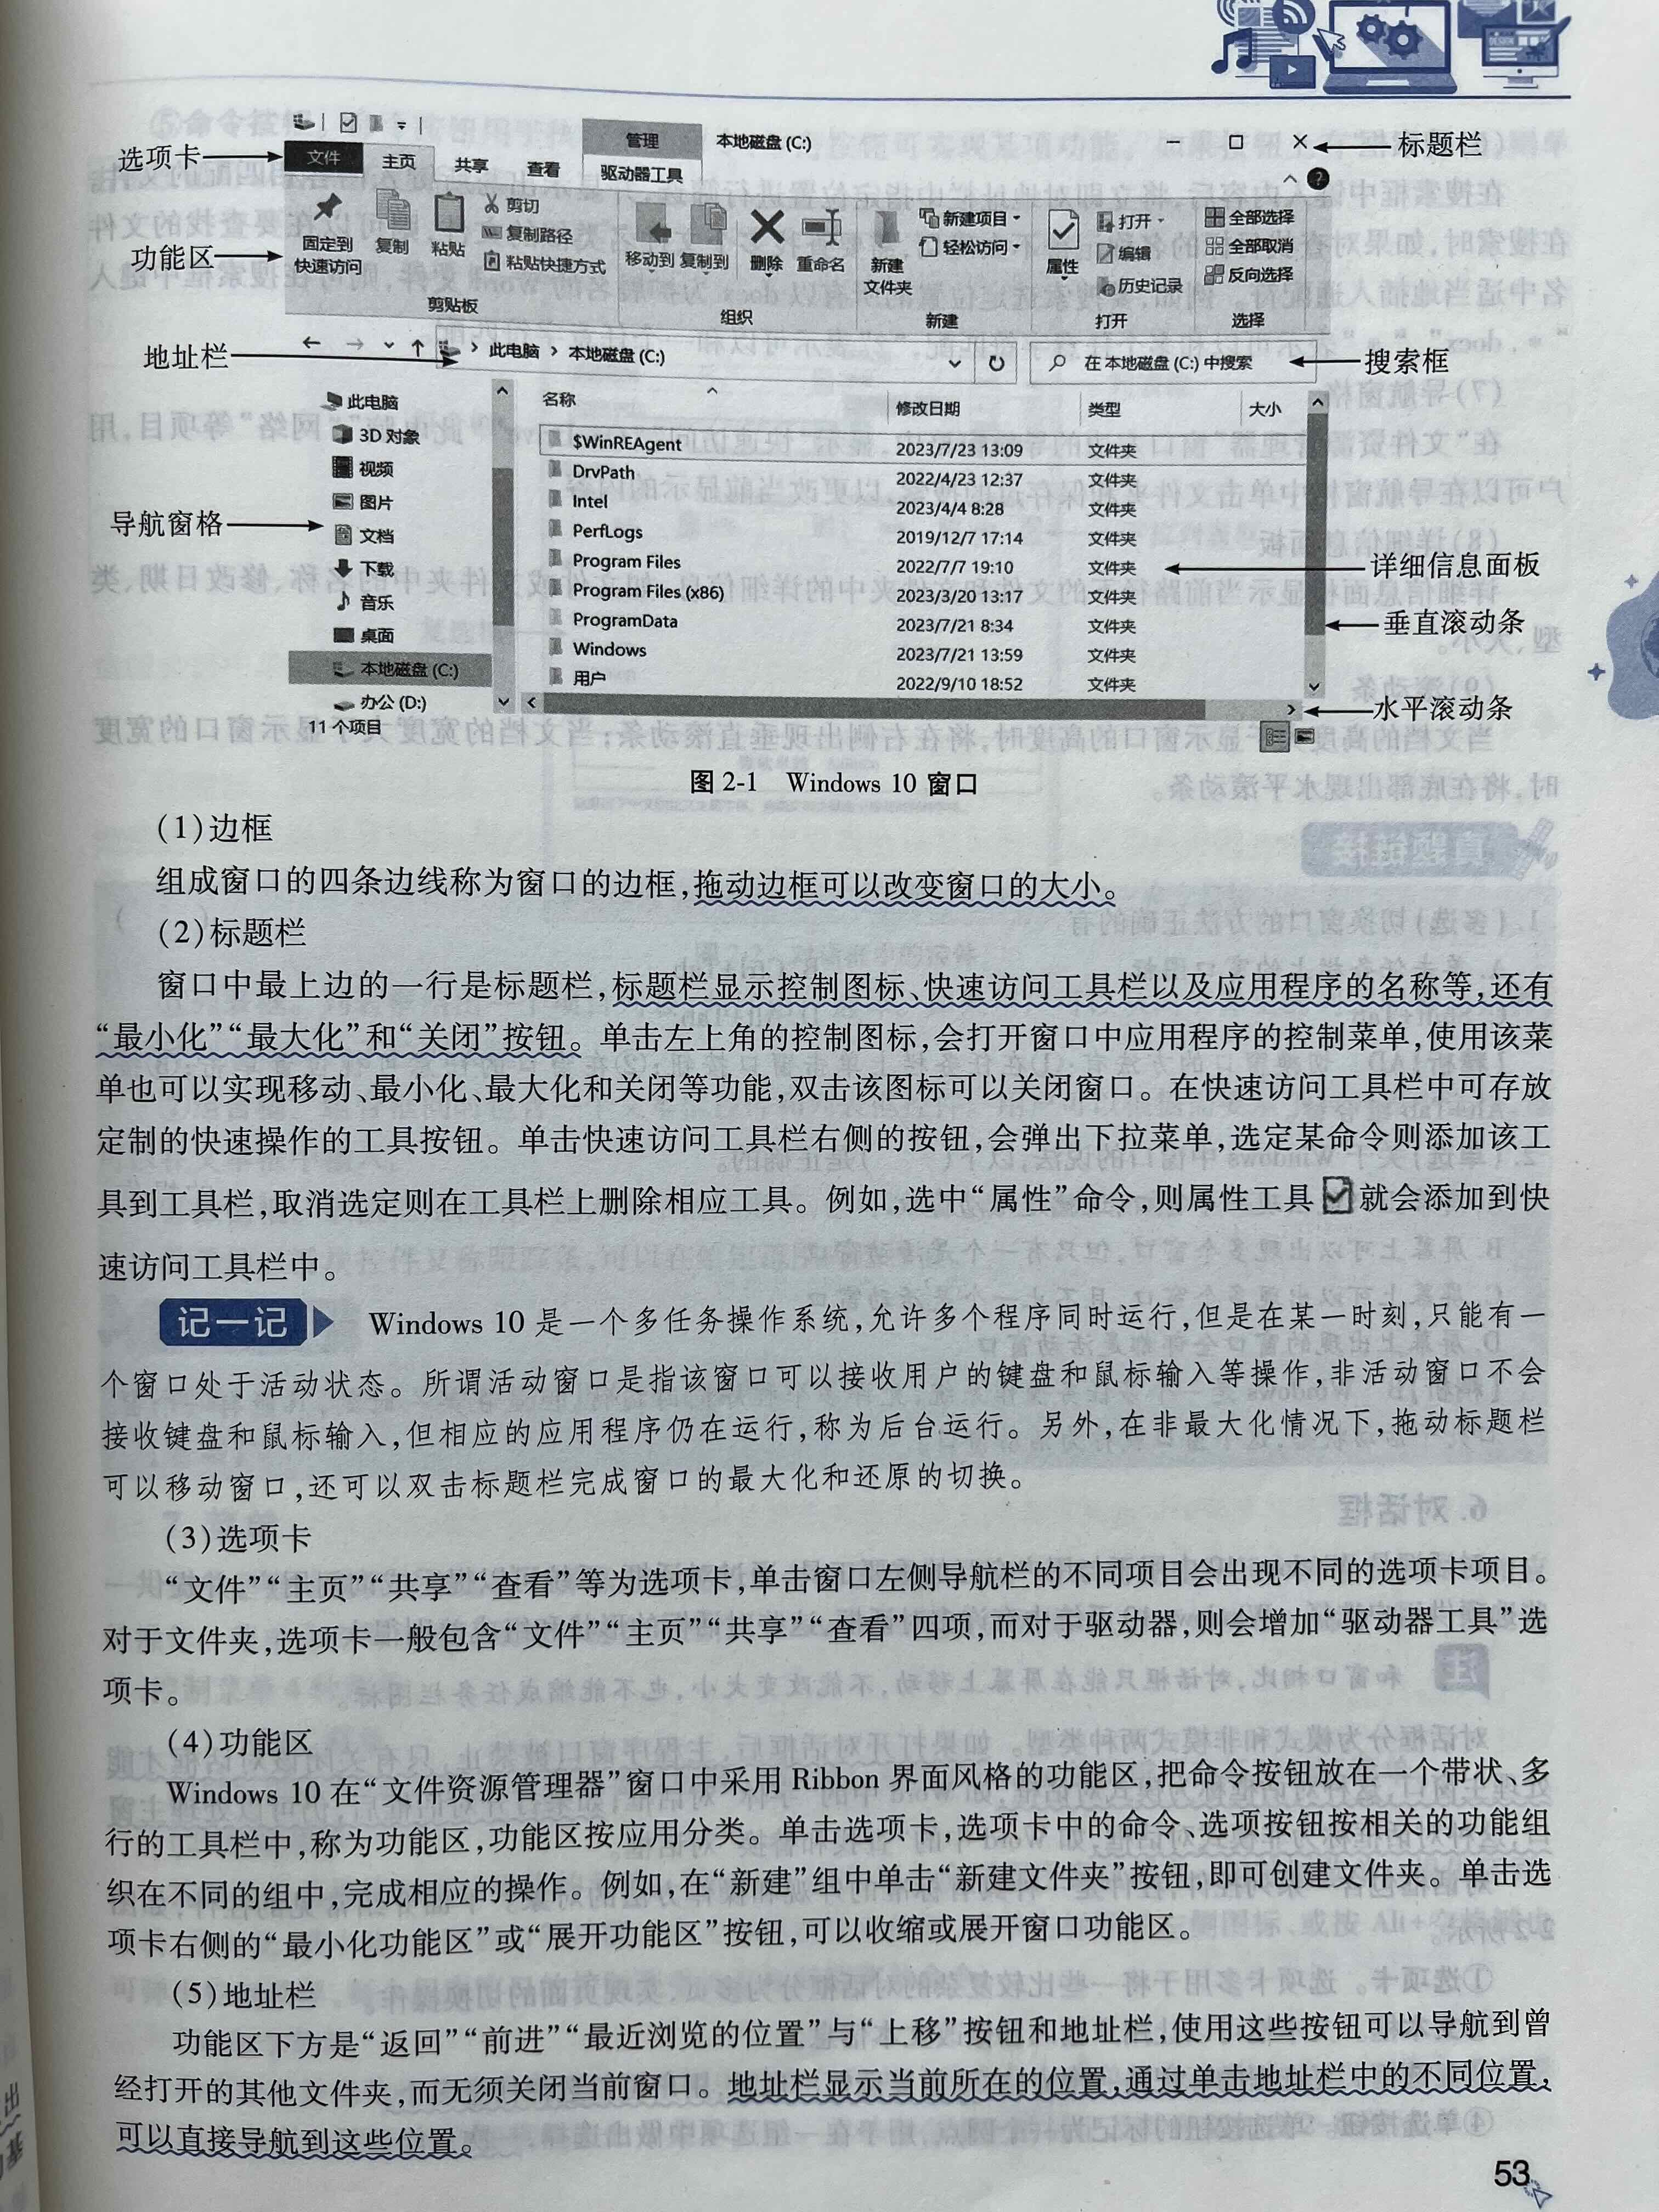 管理
本地磁盘 (C:)
标题栏
选项卡
文件 主页 共享 查看 驱动器工具
功能区
固定到
快速访问
复制
粘贴
剪切
复制路径
粘贴快捷方式
剪贴板
移动到 复制到 删除 重命名
组织
新建
文件夹
新建项目
轻松访问
新建
属性
打开
编辑
历史记录
打开
全部选择
全部取消
反向选择
选择
地址栏
此电脑 > 本地磁盘 (C:)
在 本地磁盘 (C:) 中搜索
搜索框
导航窗格
此电脑
3D 对象
视频
图片
文档
下载
音乐
桌面
本地磁盘 (C:)
办公 (D:)
11 个项目
名称 修改日期 类型 大小
$WinREAgent 2023/7/23 13:09 文件夹
DrvPath 2022/4/23 12:37 文件夹
Intel 2023/4/4 8:28 文件夹
PerfLogs 2019/12/7 17:14 文件夹
Program Files 2022/7/7 19:10 文件夹
Program Files (x86) 2023/3/20 13:17 文件夹
ProgramData 2023/7/21 8:34 文件夹
Windows 2023/7/21 13:59 文件夹
用户 2022/9/10 18:52 文件夹
详细信息面板
垂直滚动条
水平滚动条
图 2-1 Windows 10 窗口
(1)边框
组成窗口的四条边线称为窗口的边框,拖动边框可以改变窗口的大小。
(2)标题栏
窗口中最上边的一行是标题栏,标题栏显示控制图标、快速访问工具栏以及应用程序的名称等,还有
“最小化”“最大化”和“关闭”按钮。单击左上角的控制图标,会打开窗口中应用程序的控制菜单,使用该菜
单也可以实现移动、最小化、最大化和关闭等功能,双击该图标可以关闭窗口。在快速访问工具栏中可存放
定制的快速操作的工具按钮。单击快速访问工具栏右侧的按钮,会弹出下拉菜单,选定某命令则添加该工
具到工具栏,取消选定则在工具栏上删除相应工具。例如,选中“属性”命令,则属性工具就会添加到快
速访问工具栏中。
记一记 Windows 10 是一个多任务操作系统,允许多个程序同时运行,但是在某一时刻,只能有一
个窗口处于活动状态。所谓活动窗口是指该窗口可以接收用户的键盘和鼠标输入等操作,非活动窗口不会
接收键盘和鼠标输入,但相应的应用程序仍在运行,称为后台运行。另外,在非最大化情况下,拖动标题栏
可以移动窗口,还可以双击标题栏完成窗口的最大化和还原的切换。
(3)选项卡
“文件”“主页”“共享”“查看”等为选项卡,单击窗口左侧导航栏的不同项目会出现不同的选项卡项目。
对于文件夹,选项卡一般包含“文件”“主页”“共享”“查看”四项,而对于驱动器,则会增加“驱动器工具”选
项卡。
(4)功能区
Windows 10 在“文件资源管理器”窗口中采用 Ribbon 界面风格的功能区,把命令按钮放在一个带状、多
行的工具栏中,称为功能区,功能区按应用分类。单击选项卡,选项卡中的命令、选项按钮按相关的功能组
织在不同的组中,完成相应的操作。例如,在“新建”组中单击“新建文件夹”按钮,即可创建文件夹。单击选
项卡右侧的“最小化功能区”或“展开功能区”按钮,可以收缩或展开窗口功能区。
(5)地址栏
功能区下方是“返回”“前进”“最近浏览的位置”与“上移”按钮和地址栏,使用这些按钮可以导航到曾
经打开的其他文件夹,而无须关闭当前窗口。地址栏显示当前所在的位置,通过单击地址栏中的不同位置,
可以直接导航到这些位置。
53